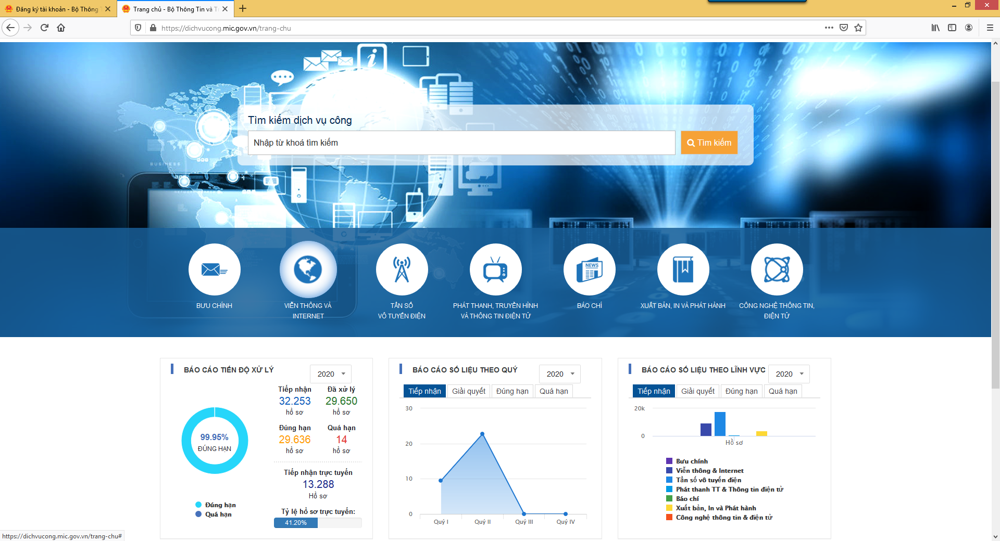 Đăng ký tài khoản - Bộ Thông
Trang chủ - Bộ Thông Tin và
https://dichvucong.mic.gov.vn/trang-chu
BUSINESS
Tìm kiếm dịch vụ công
Nhập từ khoá tìm kiếm
Tìm kiếm
NEWS
BƯU CHÍNH
VIỄN THÔNG VÀ
INTERNET
TẦN SỐ
VÔ TUYẾN ĐIỆN
PHÁT THANH, TRUYỀN HÌNH
VÀ THÔNG TIN ĐIỆN TỬ
BÁO CHÍ
XUẤT BẢN, IN VÀ PHÁT HÀNH
CÔNG NGHỆ THÔNG TIN,
ĐIỆN TỬ
BÁO CÁO TIẾN ĐỘ XỬ LÝ
2020
Tiếp nhận
32.253
hồ sơ
Đã xử lý
29.650
hồ sơ
Đúng hạn
29.636
hồ sơ
Quá hạn
14
hồ sơ
99.95%
ĐÚNG HẠN
Tiếp nhận trực tuyến
13.288
Hồ sơ
Tỷ lệ hồ sơ trực tuyến:
41.20%
Đúng hạn
Quá hạn
BÁO CÁO SỐ LIỆU THEO QUÝ
2020
Tiếp nhận Giải quyết Đúng hạn Quá hạn
30
20
10
0
Quý I Quý II Quý III Quý IV
BÁO CÁO SỐ LIỆU THEO LĨNH VỰC
2020
Tiếp nhận Giải quyết Đúng hạn Quá hạn
20k
0
Hồ sơ
Bưu chính
Viễn thông & Internet
Tần số vô tuyến điện
Phát thanh TT & Thông tin điện tử
Báo chí
Xuất bản, In và Phát hành
Công nghệ thông tin & điện tử
https://dichvucong.mic.gov.vn/trang-chu#